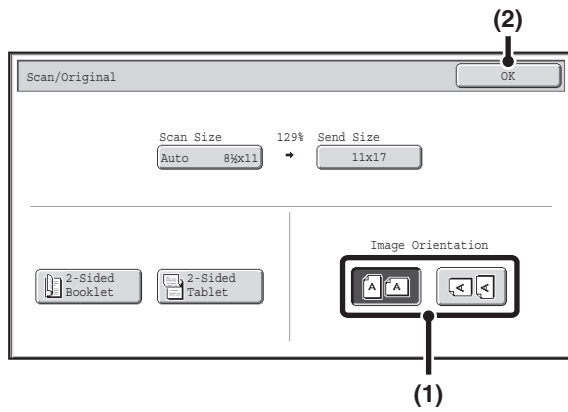 (2)
Scan/Original
OK
Scan Size 129% Send Size
Auto 8½x11 → 11x17
Image Orientation
2-Sided Booklet
2-Sided Tablet
A A A A
(1)